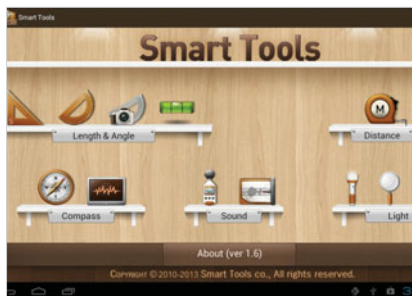 Smart Tools
Smart Tools
Length & Angle
Distance
Compass
Sound
Light
About (ver 1.6)
Copyright © 2010-2013 Smart Tools co., All rights reserved.